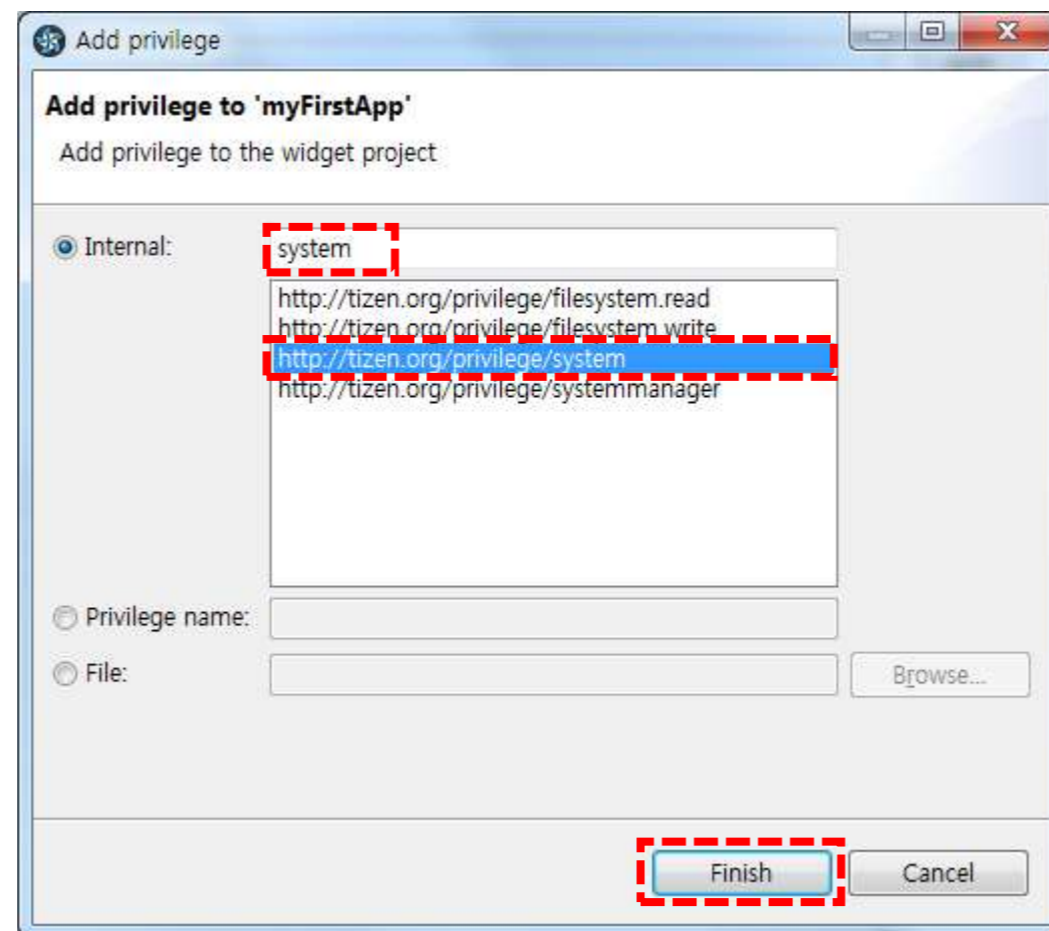 Add privilege
Add privilege to 'myFirstApp'
Add privilege to the widget project
Internal:
system
http://tizen.org/privilege/filesystem.read
http://tizen.org/privilege/filesystem.write
http://tizen.org/privilege/system
http://tizen.org/privilege/systemmanager
Privilege name:
File:
Browse...
Finish
Cancel